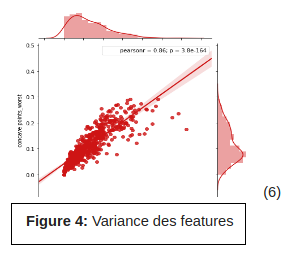 pearsonr = 0.86; p = 3.8e-164
0.5
0.4
0.3
0.2
0.1
0.0
concave points_worst
(6)
Figure 4: Variance des features